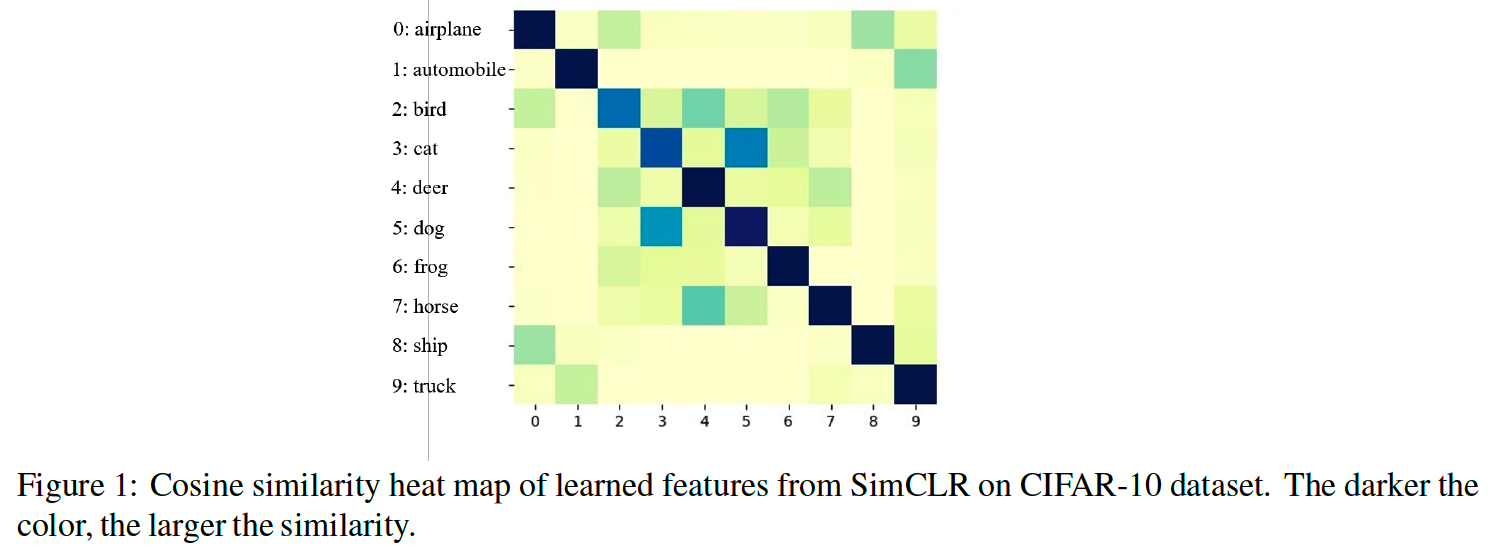 0: airplane
1: automobile
2: bird
3: cat
4: deer
5: dog
6: frog
7: horse
8: ship
9: truck
0 1 2 3 4 5 6 7 8 9
Figure 1: Cosine similarity heat map of learned features from SimCLR on CIFAR-10 dataset. The darker the
color, the larger the similarity.